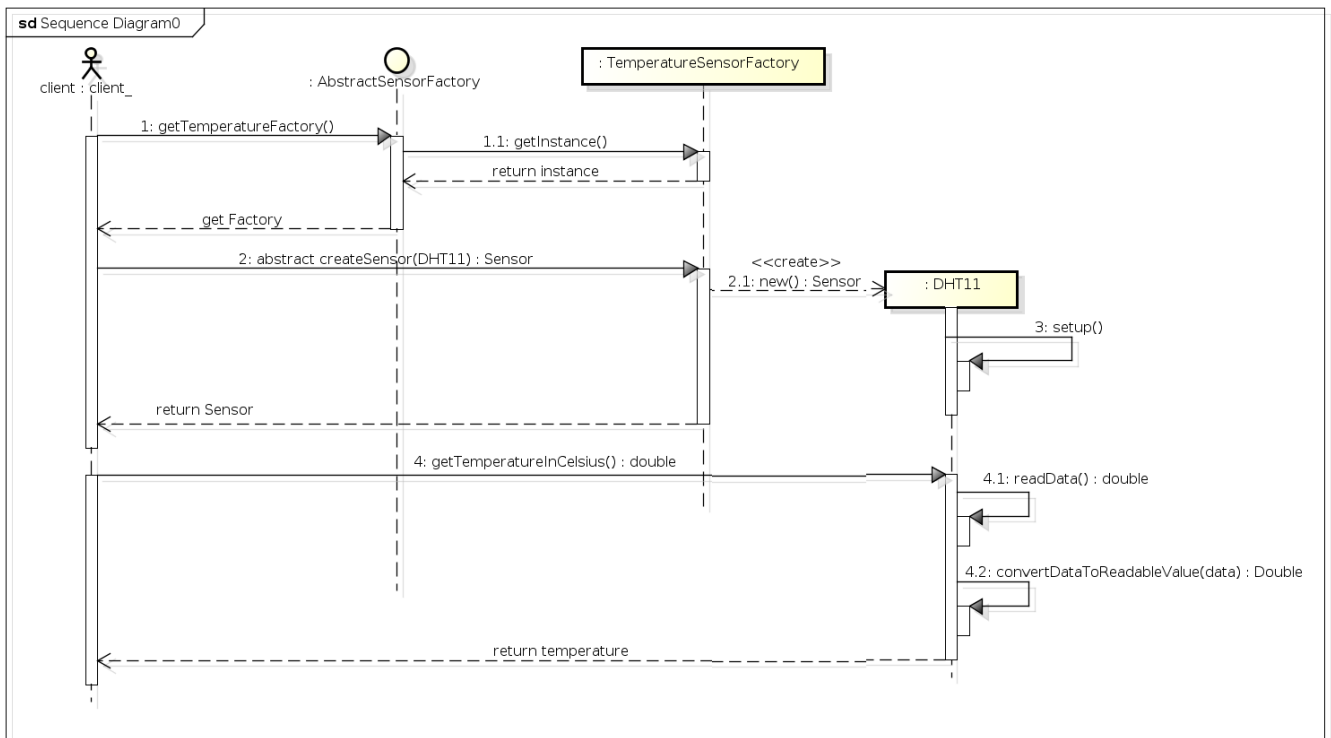 sd Sequence Diagram0
client : client_
: AbstractSensorFactory
: TemperatureSensorFactory
1: getTemperatureFactory()
1.1: getInstance()
return instance
get Factory
2: abstract createSensor(DHT11) : Sensor
<<create>>
2.1: new() : Sensor
: DHT11
3: setup()
return Sensor
4: getTemperatureInCelsius() : double
4.1: readData() : double
4.2: convertDataToReadableValue(data) : Double
return temperature